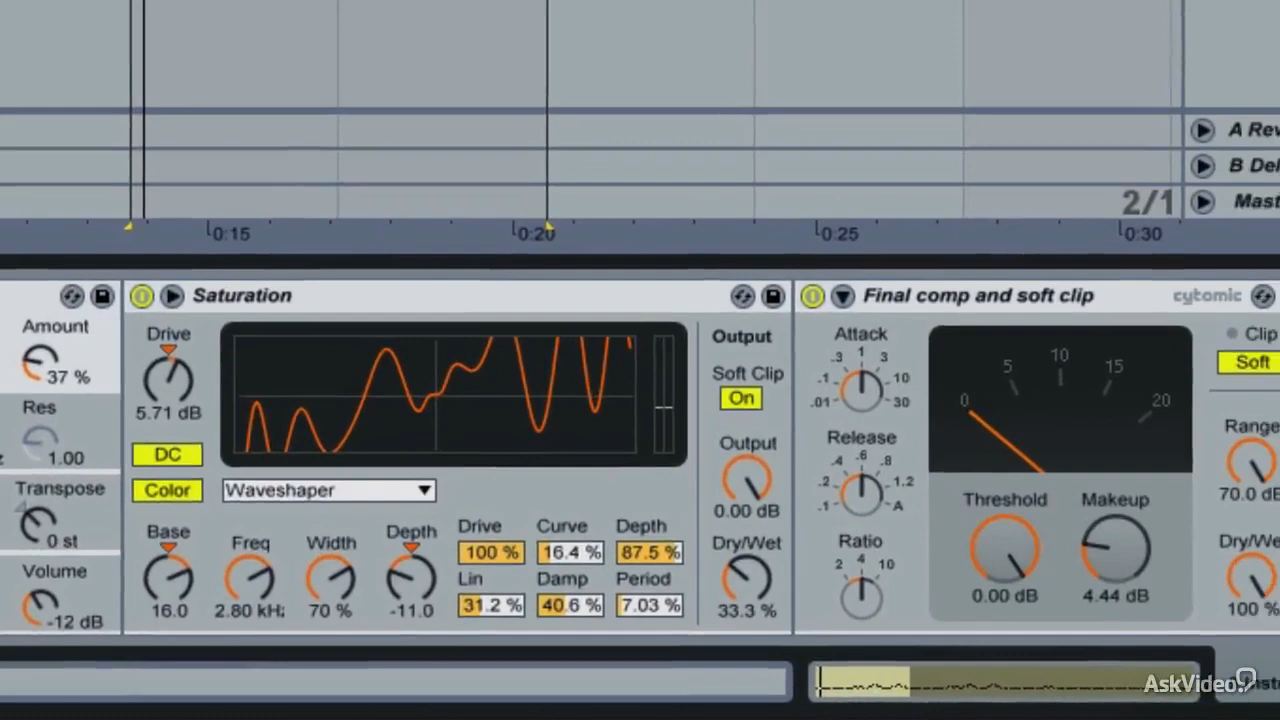 A Rev
B Del
2/1 Mast
0:15 0:20 0:25 0:30
Saturation
Final comp and soft clip cytomic
Amount
37 %
Res
1.00
Transpose
0 st
Volume
-12 dB
Drive
5.71 dB
DC
Color
Waveshaper
Base
16.0
Freq
2.80 kHz
Width
70 %
Depth
-11.0
Drive Curve Depth
100 % 16.4 % 87.5 %
Lin Damp Period
31.2 % 40.6 % 7.03 %
Output
Soft Clip
On
Output
0.00 dB
Dry/Wet
33.3 %
Attack
.01 .1 .3 1 3 10 30
Release
.1 .2 .4 .6 .8 1.2 A
Ratio
2 4 10
0 5 10 15 20
Threshold Makeup
0.00 dB 4.44 dB
Clip
Soft
Range
70.0 dB
Dry/We
100 %
AskVideo